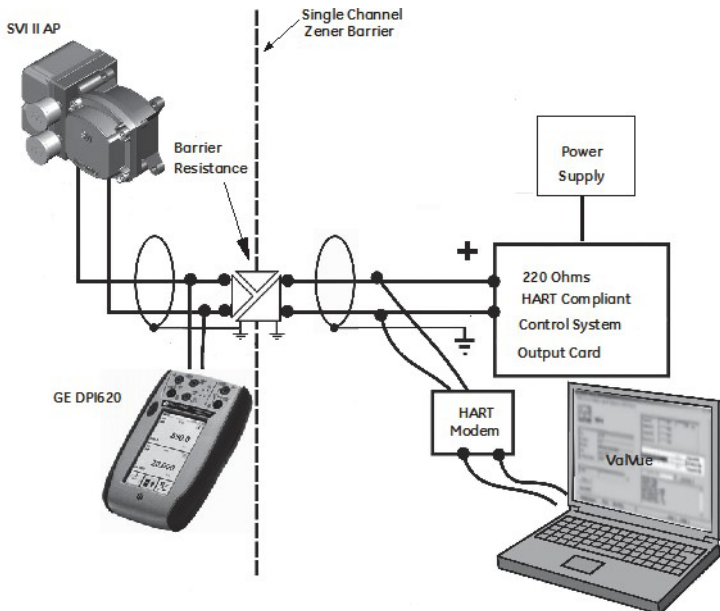 SVI II AP
Single Channel
Zener Barrier
Barrier
Resistance
Power
Supply
+
220 Ohms
HART Compliant
Control System
Output Card
GE DPI620
HART
Modem
ValVue